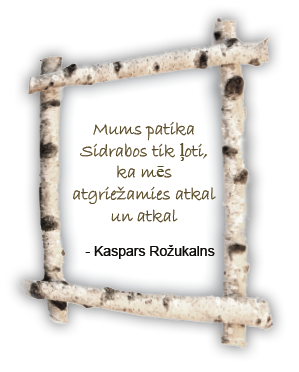 Mums patika
Sidrabos tik ļoti,
ka mēs
atgriežamies atkal
un atkal
- Kaspars Rožukalns